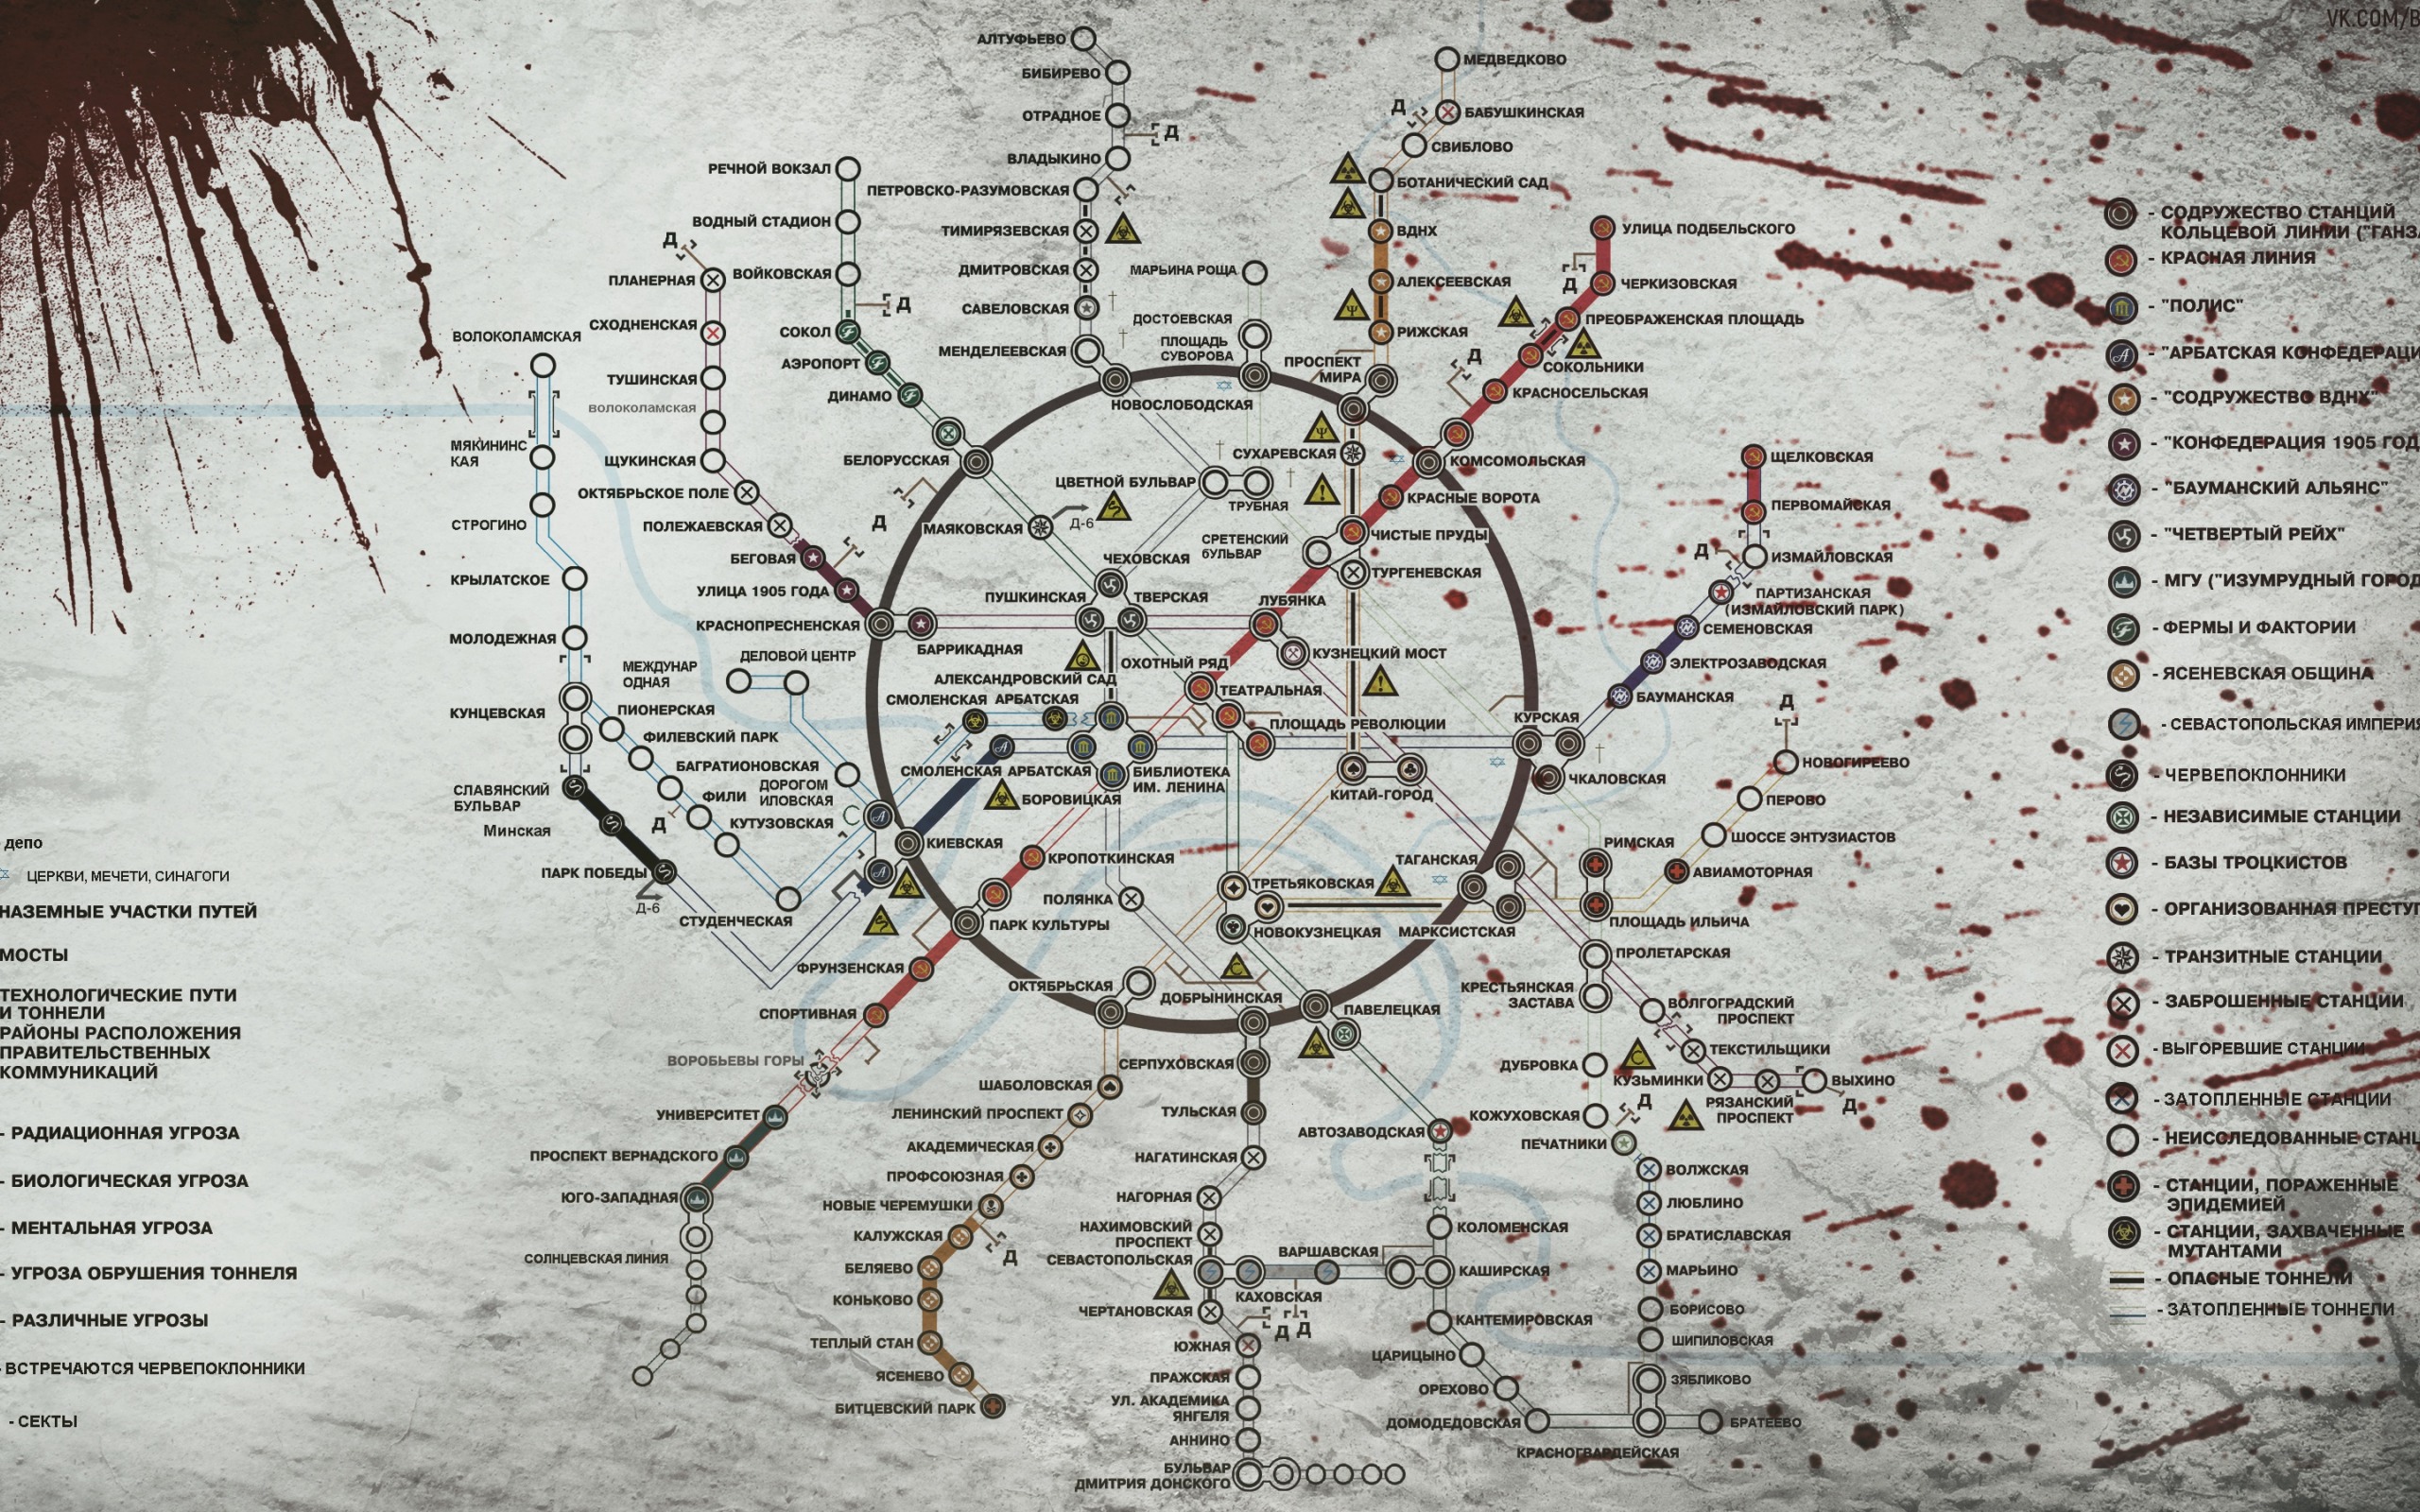 VK.COM/B
АЛТУФЬЕВО
БИБИРЕВО
ОТРАДНОЕ
Д
ВЛАДЫКИНО
ПЕТРОВСКО-РАЗУМОВСКАЯ
ТИМИРЯЗЕВСКАЯ
ДМИТРОВСКАЯ
САВЕЛОВСКАЯ
МЕНДЕЛЕЕВСКАЯ
НОВОСЛОБОДСКАЯ
МЕДВЕДКОВО
Д
БАБУШКИНСКАЯ
СВИБЛОВО
БОТАНИЧЕСКИЙ САД
ВДНХ
АЛЕКСЕЕВСКАЯ
РИЖСКАЯ
ПРОСПЕКТ
МИРА
РЕЧНОЙ ВОКЗАЛ
ВОДНЫЙ СТАДИОН
ВОЙКОВСКАЯ
Д
СОКОЛ
АЭРОПОРТ
ДИНАМО
БЕЛОРУССКАЯ
Д
ПЛАНЕРНАЯ
СХОДНЕНСКАЯ
ТУШИНСКАЯ
волоколамская
ЩУКИНСКАЯ
ОКТЯБРЬСКОЕ ПОЛЕ
ПОЛЕЖАЕВСКАЯ
Д
БЕГОВАЯ
УЛИЦА 1905 ГОДА
КРАСНОПРЕСНЕНСКАЯ
БАРРИКАДНАЯ
ВОЛОКОЛАМСКАЯ
МЯКИНИНС
КАЯ
СТРОГИНО
КРЫЛАТСКОЕ
МОЛОДЕЖНАЯ
КУНЦЕВСКАЯ
СЛАВЯНСКИЙ
БУЛЬВАР
Минская
ПАРК ПОБЕДЫ
Д-6
МЕЖДУНАР
ОДНАЯ
ДЕЛОВОЙ ЦЕНТР
ПИОНЕРСКАЯ
ФИЛЕВСКИЙ ПАРК
БАГРАТИОНОВСКАЯ
ДОРОГОМ
ИЛОВСКАЯ
ФИЛИ
Д
КУТУЗОВСКАЯ
СТУДЕНЧЕСКАЯ
МАРЬИНА РОЩА
ДОСТОЕВСКАЯ
ПЛОЩАДЬ
СУВОРОВА
УЛИЦА ПОДБЕЛЬСКОГО
Д
ЧЕРКИЗОВСКАЯ
ПРЕОБРАЖЕНСКАЯ ПЛОЩАДЬ
СОКОЛЬНИКИ
Д
КРАСНОСЕЛЬСКАЯ
КОМСОМОЛЬСКАЯ
СУХАРЕВСКАЯ
ЦВЕТНОЙ БУЛЬВАР
ТРУБНАЯ
КРАСНЫЕ ВОРОТА
МАЯКОВСКАЯ
Д-6
ЧИСТЫЕ ПРУДЫ
СРЕТЕНСКИЙ
бУЛЬВАР
ТУРГЕНЕВСКАЯ
ЧЕХОВСКАЯ
ПУШКИНСКАЯ
ТВЕРСКАЯ
ЛУБЯНКА
КУЗНЕЦКИЙ МОСТ
ОХОТНЫЙ РЯД
АЛЕКСАНДРОВСКИЙ САД
ТЕАТРАЛЬНАЯ
СМОЛЕНСКАЯ
АРБАТСКАЯ
ПЛОЩАДЬ РЕВОЛЮЦИИ
СМОЛЕНСКАЯ
АРБАТСКАЯ
БИБЛИОТЕКА
ИМ. ЛЕНИНА
БОРОВИЦКАЯ
КИТАЙ-ГОРОД
КУРСКАЯ
ЧКАЛОВСКАЯ
КИЕВСКАЯ
КРОПОТКИНСКАЯ
ПОЛЯНКА
ПАРК КУЛЬТУРЫ
ТРЕТЬЯКОВСКАЯ
НОВОКУЗНЕЦКАЯ
ТАГАНСКАЯ
МАРКСИСТСКАЯ
ОКТЯБРЬСКАЯ
ДОБРЫНИНСКАЯ
ПАВЕЛЕЦКАЯ
ЩЕЛКОВСКАЯ
ПЕРВОМАЙСКАЯ
Д
ИЗМАЙЛОВСКАЯ
ПАРТИЗАНСКАЯ
(ИЗМАЙЛОВСКИЙ ПАРК)
СЕМЕНОВСКАЯ
ЭЛЕКТРОЗАВОДСКАЯ
БАУМАНСКАЯ
Д
НОВОГИРЕЕВО
ПЕРОВО
ШОССЕ ЭНТУЗИАСТОВ
РИМСКАЯ
АВИАМОТОРНАЯ
ПЛОЩАДЬ ИЛЬИЧА
ПРОЛЕТАРСКАЯ
КРЕСТЬЯНСКАЯ
ЗАСТАВА
ВОЛГОГРАДСКИЙ
ПРОСПЕКТ
ТЕКСТИЛЬЩИКИ
ДУБРОВКА
КУЗЬМИНКИ
ВЫХИНО
РЯЗАНСКИЙ
ПРОСПЕКТ
Д
Д
КОЖУХОВСКАЯ
ПЕЧАТНИКИ
ВОЛЖСКАЯ
ЛЮБЛИНО
БРАТИСЛАВСКАЯ
МАРЬИНО
БОРИСОВО
ШИПИЛОВСКАЯ
ЗЯБЛИКОВО
БРАТЕЕВО
КРАСНОГВАРДЕЙСКАЯ
ФРУНЗЕНСКАЯ
СПОРТИВНАЯ
ВОРОБЬЕВЫ ГОРЫ
УНИВЕРСИТЕТ
ПРОСПЕКТ ВЕРНАДСКОГО
ЮГО-ЗАПАДНАЯ
СОЛНЦЕВСКАЯ ЛИНИЯ
ШАБОЛОВСКАЯ
ЛЕНИНСКИЙ ПРОСПЕКТ
АКАДЕМИЧЕСКАЯ
ПРОФСОЮЗНАЯ
НОВЫЕ ЧЕРЕМУШКИ
КАЛУЖСКАЯ
Д
БЕЛЯЕВО
КОНЬКОВО
ТЕПЛЫЙ СТАН
ЯСЕНЕВО
БИТЦЕВСКИЙ ПАРК
СЕРПУХОВСКАЯ
ТУЛЬСКАЯ
НАГАТИНСКАЯ
НАГОРНАЯ
НАХИМОВСКИЙ
ПРОСПЕКТ
СЕВАСТОПОЛЬСКАЯ
ВАРШАВСКАЯ
КАХОВСКАЯ
ЧЕРТАНОВСКАЯ
Д Д
ЮЖНАЯ
ПРАЖСКАЯ
УЛ. АКАДЕМИКА
ЯНГЕЛЯ
АННИНО
БУЛЬВАР
ДМИТРИЯ ДОНСКОГО
АВТОЗАВОДСКАЯ
КОЛОМЕНСКАЯ
КАШИРСКАЯ
КАНТЕМИРОВСКАЯ
ЦАРИЦЫНО
ОРЕХОВО
ДОМОДЕДОВСКАЯ
депо
ЦЕРКВИ, МЕЧЕТИ, СИНАГОГИ
НАЗЕМНЫЕ УЧАСТКИ ПУТЕЙ
МОСТЫ
ТЕХНОЛОГИЧЕСКИЕ ПУТИ
И ТОННЕЛИ
РАЙОНЫ РАСПОЛОЖЕНИЯ
ПРАВИТЕЛЬСТВЕННЫХ
КОММУНИКАЦИЙ
- РАДИАЦИОННАЯ УГРОЗА
- БИОЛОГИЧЕСКАЯ УГРОЗА
- МЕНТАЛЬНАЯ УГРОЗА
- УГРОЗА ОБРУШЕНИЯ ТОННЕЛЯ
- РАЗЛИЧНЫЕ УГРОЗЫ
- ВСТРЕЧАЮТСЯ ЧЕРВЕПОКЛОННИКИ
- СЕКТЫ
- СОДРУЖЕСТВО СТАНЦИЙ
КОЛЬЦЕВОЙ ЛИНИИ ("ГАНЗ
- КРАСНАЯ ЛИНИЯ
- "ПОЛИС"
- "АРБАТСКАЯ КОНФЕДЕРАЦИ
- "СОДРУЖЕСТВО ВДНХ"
- "КОНФЕДЕРАЦИЯ 1905 ГОД
- "БАУМАНСКИЙ АЛЬЯНС"
- "ЧЕТВЕРТЫЙ РЕЙХ"
- МГУ ("ИЗУМРУДНЫЙ ГОРОД
- ФЕРМЫ И ФАКТОРИИ
- ЯСЕНЕВСКАЯ ОБЩИНА
- СЕВАСТОПОЛЬСКАЯ ИМПЕРИЯ
- ЧЕРВЕПОКЛОННИКИ
- НЕЗАВИСИМЫЕ СТАНЦИИ
- БАЗЫ ТРОЦКИСТОВ
- ОРГАНИЗОВАННАЯ ПРЕСТУП
- ТРАНЗИТНЫЕ СТАНЦИИ
- ЗАБРОШЕННЫЕ СТАНЦИИ
- ВЫГОРЕВШИЕ СТАНЦИИ
- ЗАТОПЛЕННЫЕ СТАНЦИИ
- НЕИССЛЕДОВАННЫЕ СТАНЦ
- СТАНЦИИ, ПОРАЖЕННЫЕ
ЭПИДЕМИЕЙ
- СТАНЦИИ, ЗАХВАЧЕННЫЕ
МУТАНТАМИ
- ОПАСНЫЕ ТОННЕЛИ
- ЗАТОПЛЕННЫЕ ТОННЕЛИ